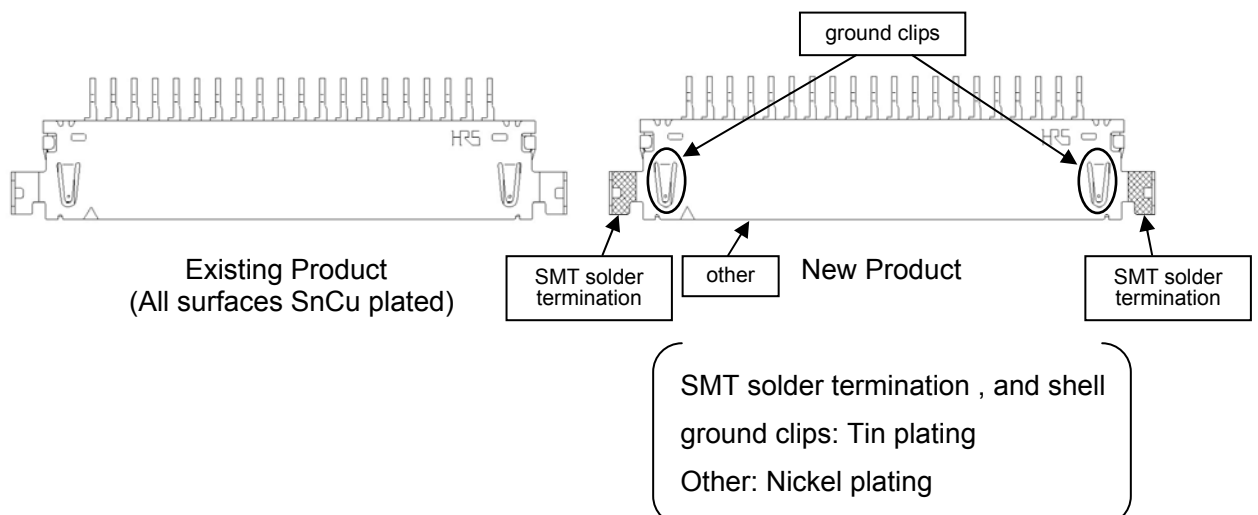 ground clips
HRS
HRS
Existing Product
(All surfaces SnCu plated)
SMT solder
termination
other
New Product
SMT solder
termination
SMT solder termination , and shell
ground clips: Tin plating
Other: Nickel plating